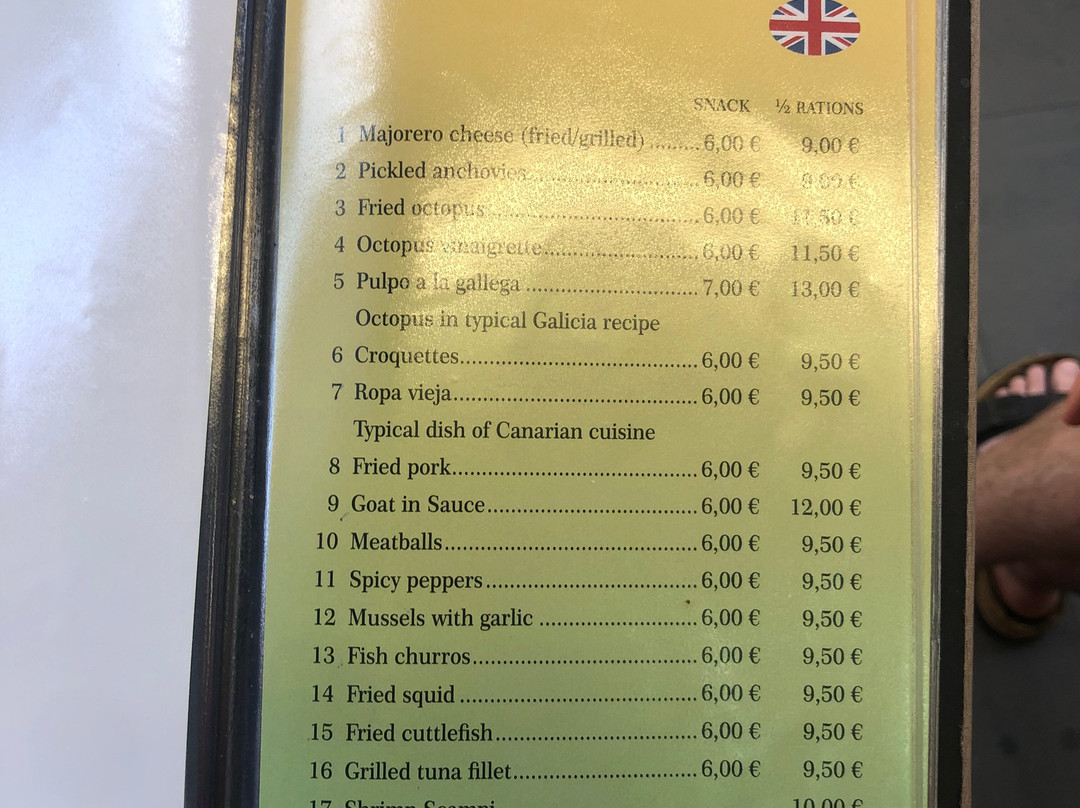 SNACK ½ RATIONS
1 Majorero cheese (fried/grilled) ......... 6,00 € 9,00 €
2 Pickled anchovies ............................... 6,00 €
3 Fried octopus ...................................... 6,00 €
4 Octopus vinaigrette ............................ 6,00 € 11,50 €
5 Pulpo a la gallega ............................... 7,00 € 13,00 €
Octopus in typical Galicia recipe
6 Croquettes ........................................... 6,00 € 9,50 €
7 Ropa vieja ............................................ 6,00 € 9,50 €
Typical dish of Canarian cuisine
8 Fried pork ............................................ 6,00 € 9,50 €
9 Goat in Sauce ...................................... 6,00 € 12,00 €
10 Meatballs ............................................. 6,00 € 9,50 €
11 Spicy peppers ...................................... 6,00 € 9,50 €
12 Mussels with garlic ............................ 6,00 € 9,50 €
13 Fish churros ........................................ 6,00 € 9,50 €
14 Fried squid .......................................... 6,00 € 9,50 €
15 Fried cuttlefish .................................... 6,00 € 9,50 €
16 Grilled tuna fillet ................................ 6,00 € 9,50 €
17 Shrimp Scampi 10,00 €